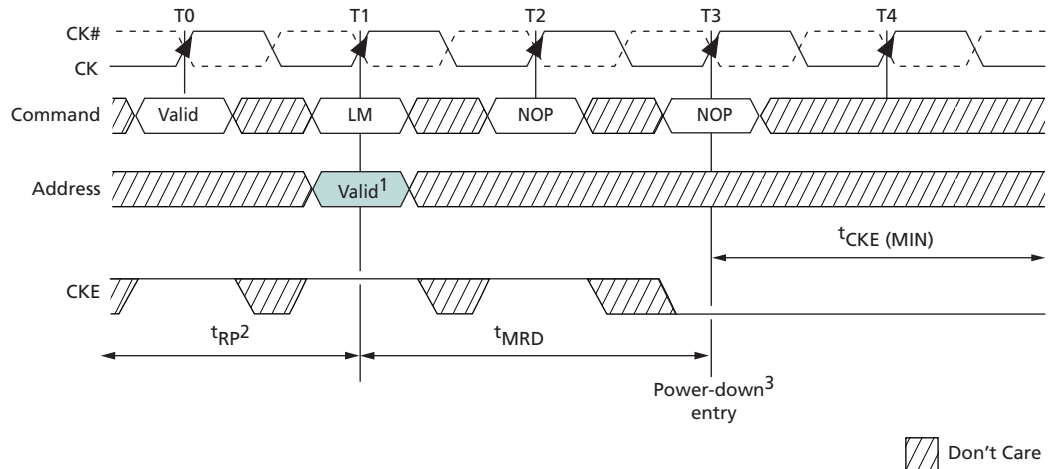 T0 T1 T2 T3 T4
CK#
CK
Command Valid LM NOP NOP
Address Valid1
tCKE (MIN)
CKE
tRP2 tMRD
Power-down3
entry
Don't Care